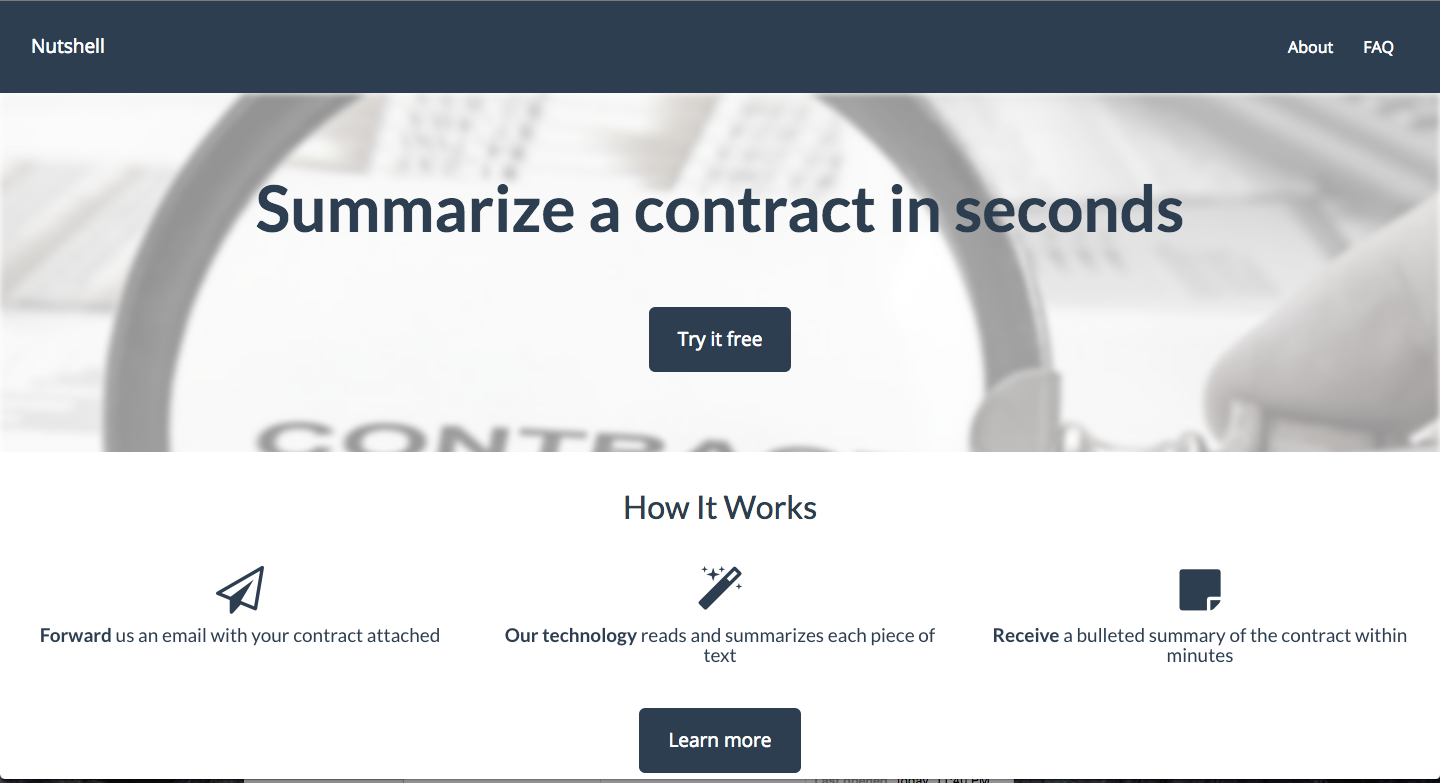 Nutshell
About FAQ
Summarize a contract in seconds
Try it free
How It Works
Forward us an email with your contract attached
Our technology reads and summarizes each piece of
text
Receive a bulleted summary of the contract within
minutes
Learn more